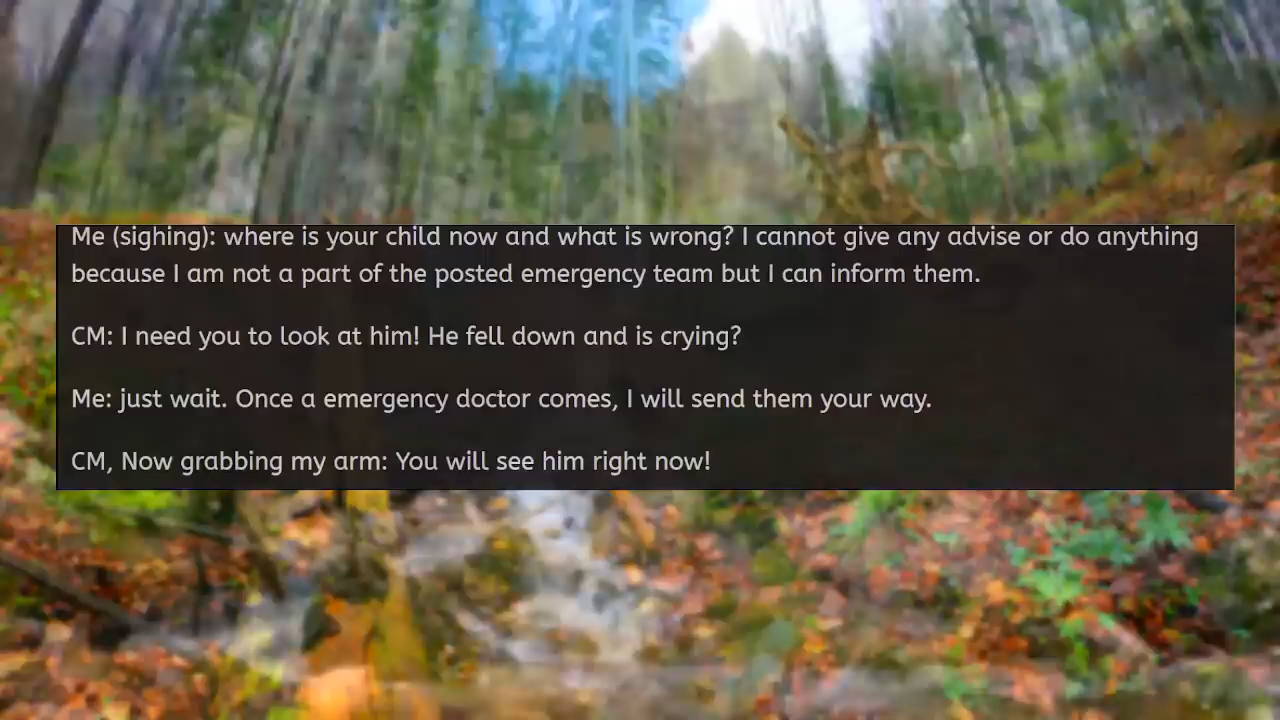 Me (sighing): where is your child now and what is wrong? I cannot give any advise or do anything
because I am not a part of the posted emergency team but I can inform them.
CM: I need you to look at him! He fell down and is crying?
Me: just wait. Once a emergency doctor comes, I will send them your way.
CM, Now grabbing my arm: You will see him right now!